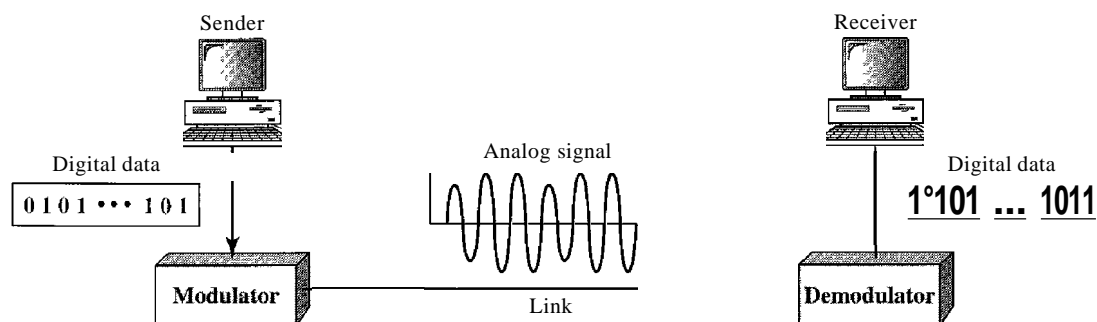 Sender
Receiver
Digital data
0101 ••• 101
Analog signal
Digital data
1°101 ... 1011
Modulator
Link
Demodulator